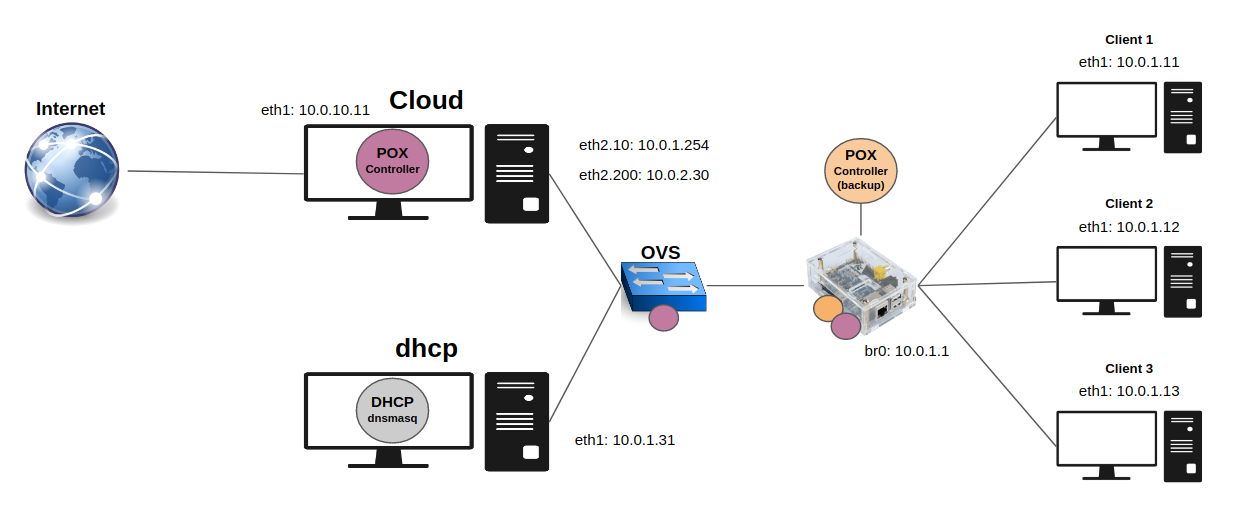 Internet
eth1: 10.0.10.11
Cloud
POX
Controller
eth2.10: 10.0.1.254
eth2.200: 10.0.2.30
dhcp
DHCP
dnsmasq
eth1: 10.0.1.31
OVS
POX
Controller
(backup)
br0: 10.0.1.1
Client 1
eth1: 10.0.1.11
Client 2
eth1: 10.0.1.12
Client 3
eth1: 10.0.1.13